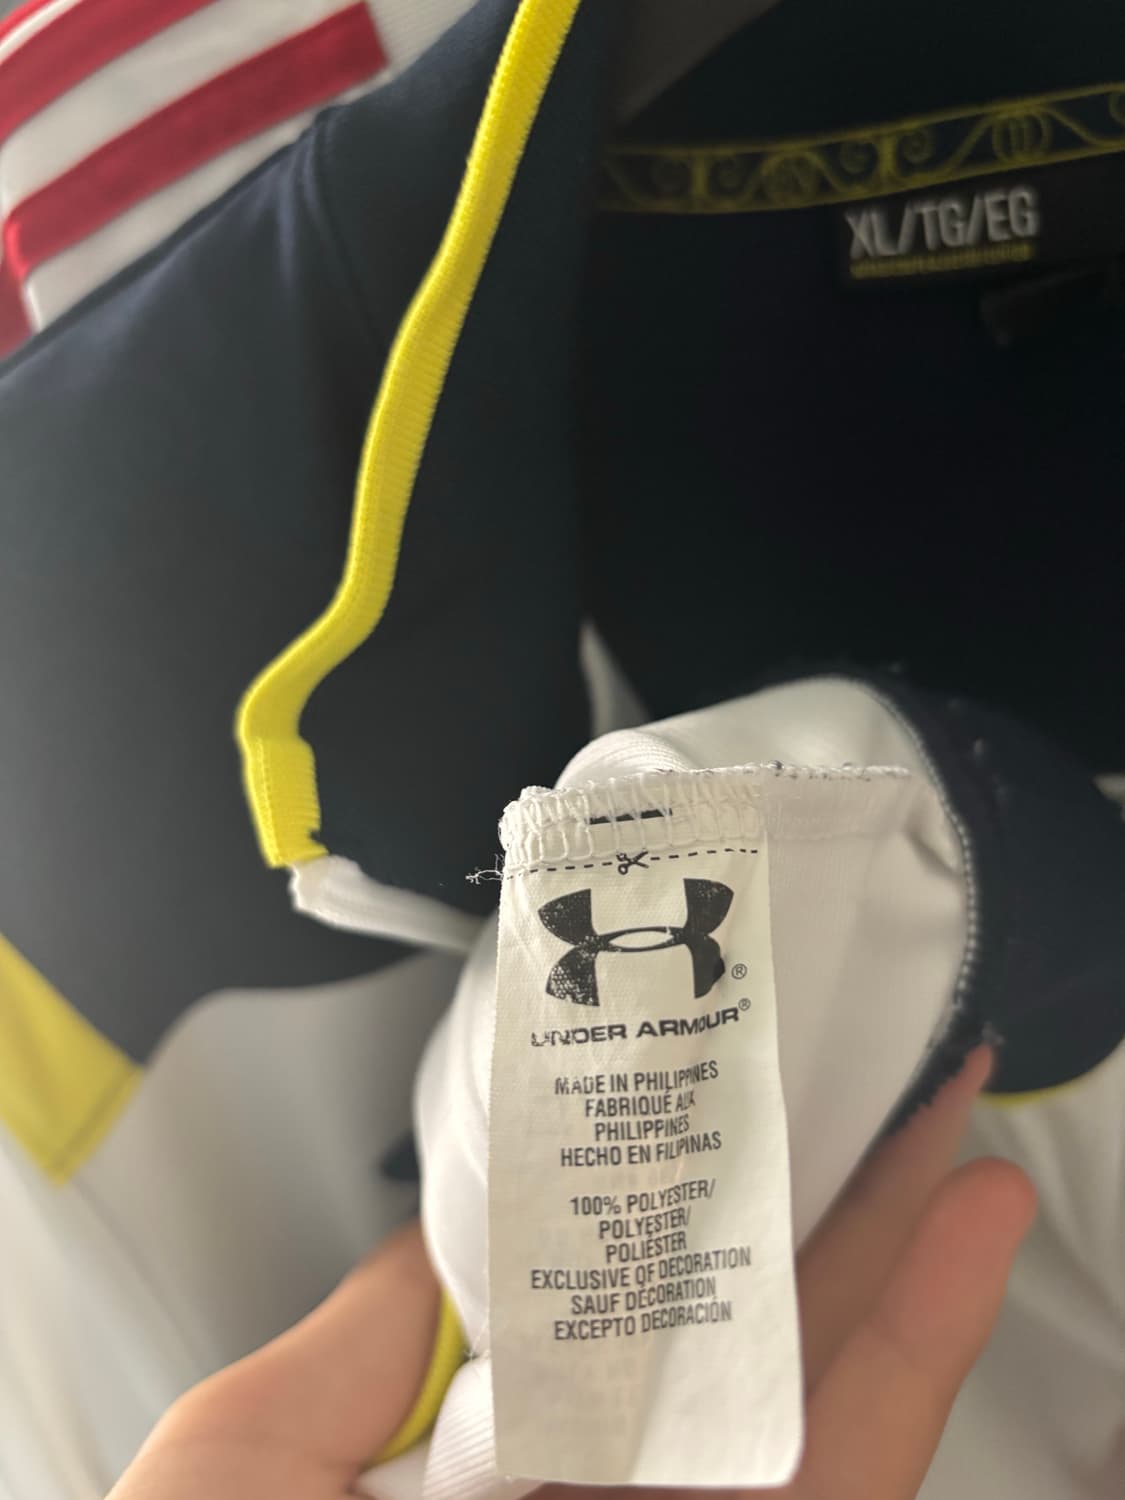 XL/TG/EG
®
UNDER ARMOUR®
MADE IN PHILIPPINES
FABRIQUÉ AUX
PHILIPPINES
HECHO EN FILIPINAS
100% POLYESTER/
POLYESTER/
POLIÉSTER
EXCLUSIVE OF DECORATION
SAUF DÉCORATION
EXCEPTO DECORACIÓN